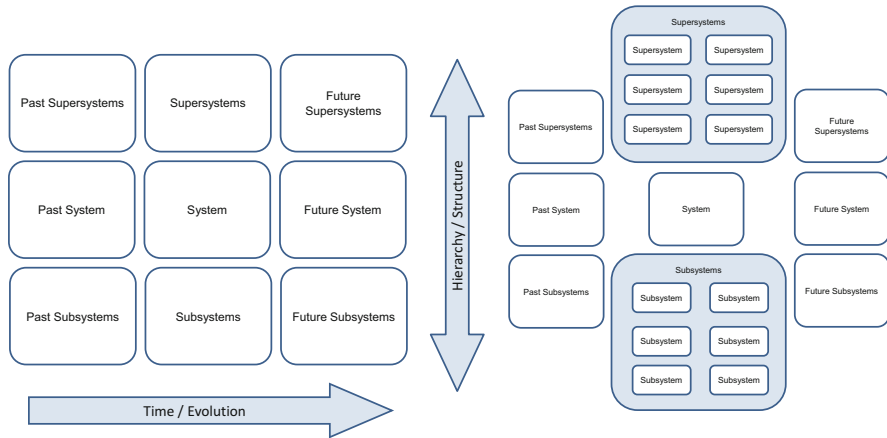 Past Supersystems
Supersystems
Future
Supersystems
Past System
System
Future System
Past Subsystems
Subsystems
Future Subsystems
Time / Evolution
Hierarchy / Structure
Supersystems
Supersystem
Supersystem
Supersystem
Supersystem
Supersystem
Supersystem
Past Supersystems
Future
Supersystems
Past System
System
Future System
Past Subsystems
Subsystems
Subsystem
Subsystem
Subsystem
Subsystem
Subsystem
Subsystem
Future Subsystems